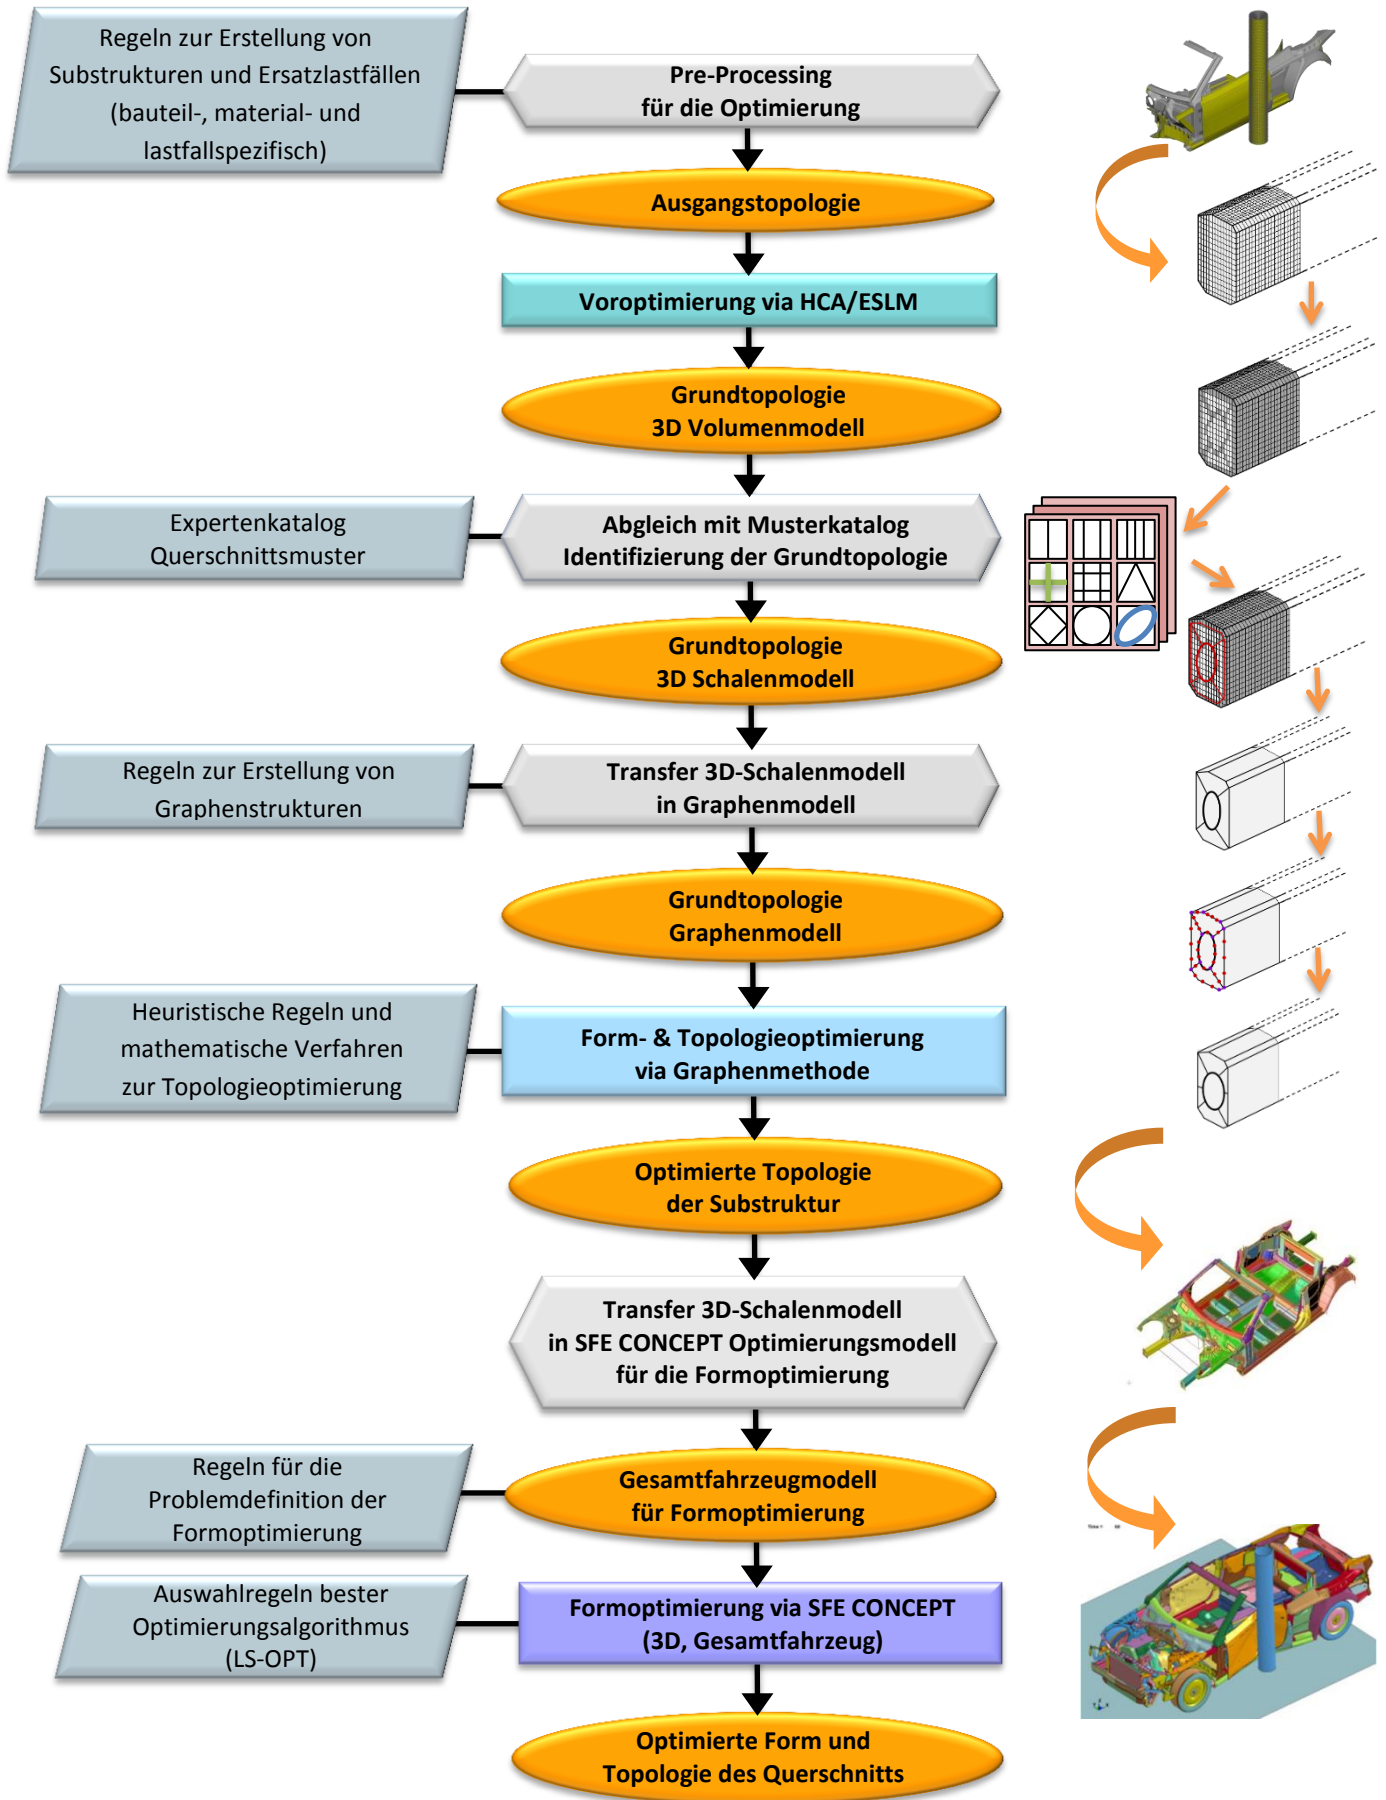 Regeln zur Erstellung von
Substrukturen und Ersatzlastfällen
(bauteil-, material- und
lastfallspezifisch)
Pre-Processing
für die Optimierung
Ausgangstopologie
Voroptimierung via HCA/ESLM
Grundtopologie
3D Volumenmodell
Expertenkatalog
Querschnittsmuster
Abgleich mit Musterkatalog
Identifizierung der Grundtopologie
Grundtopologie
3D Schalenmodell
Regeln zur Erstellung von
Graphenstrukturen
Transfer 3D-Schalenmodell
in Graphenmodell
Grundtopologie
Graphenmodell
Heuristische Regeln und
mathematische Verfahren
zur Topologieoptimierung
Form- & Topologieoptimierung
via Graphenmethode
Optimierte Topologie
der Substruktur
Transfer 3D-Schalenmodell
in SFE CONCEPT Optimierungsmodell
für die Formoptimierung
Regeln für die
Problemdefinition der
Formoptimierung
Gesamtfahrzeugmodell
für Formoptimierung
Auswahlregeln bester
Optimierungsalgorithmus
(LS-OPT)
Formoptimierung via SFE CONCEPT
(3D, Gesamtfahrzeug)
Optimierte Form und
Topologie des Querschnitts